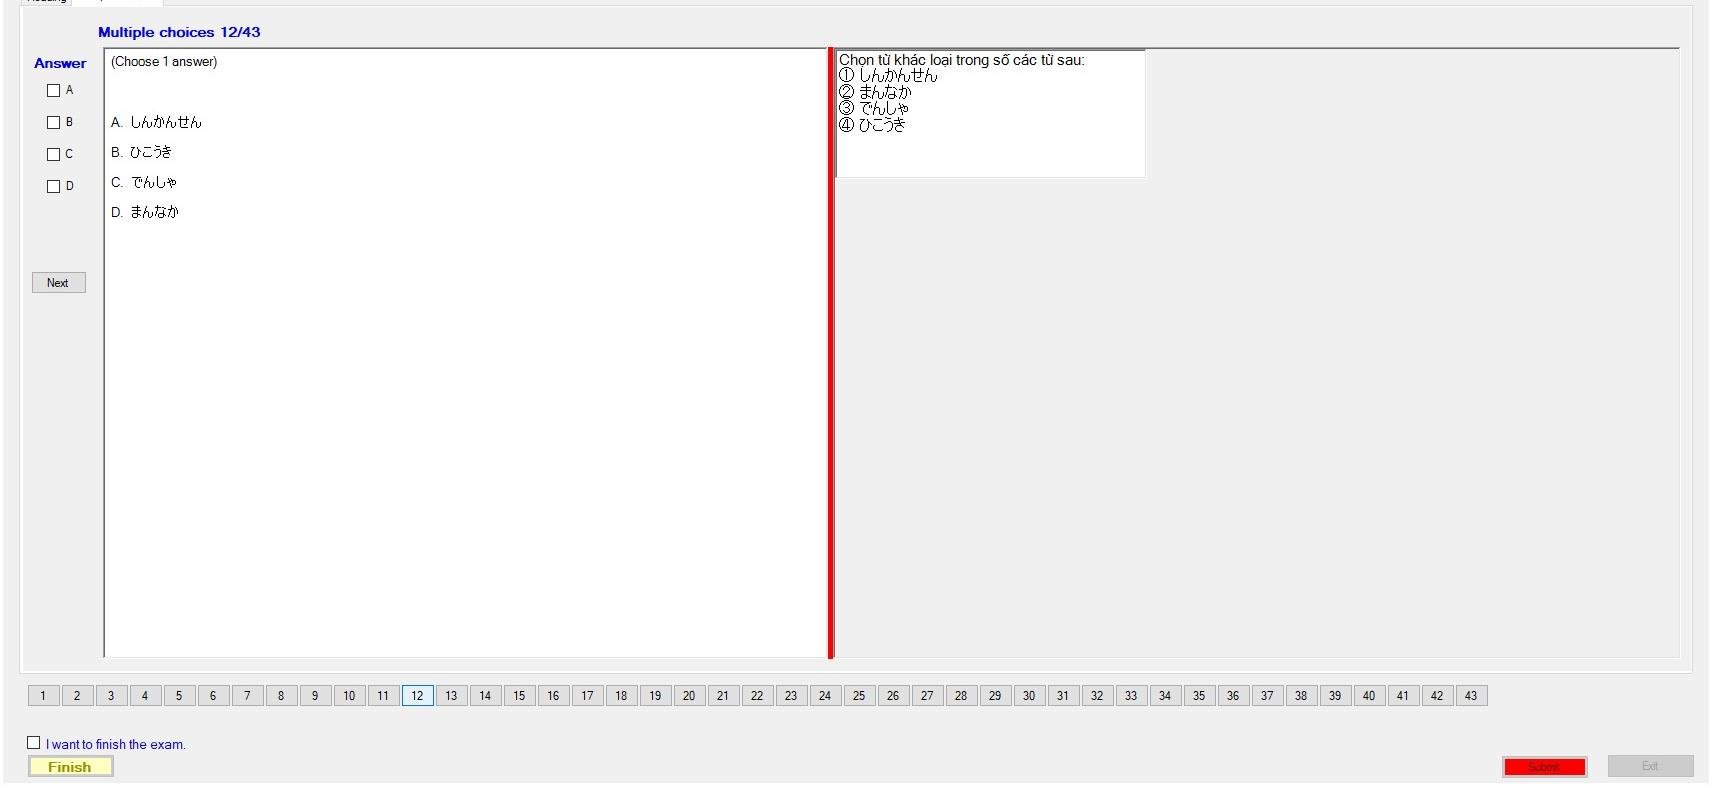 Multiple choices 12/43
Answer
A
B
C
D
Next
(Choose 1 answer)
A. しんかんせん
B. ひこうき
C. でんしゃ
D. まんなか
Chọn từ khác loại trong số các từ sau:
① しんかんせん
② まんなか
③ でんしゃ
④ ひこうき
1 2 3 4 5 6 7 8 9 10 11 12 13 14 15 16 17 18 19 20 21 22 23 24 25 26 27 28 29 30 31 32 33 34 35 36 37 38 39 40 41 42 43
I want to finish the exam.
Finish
Submit
Exit